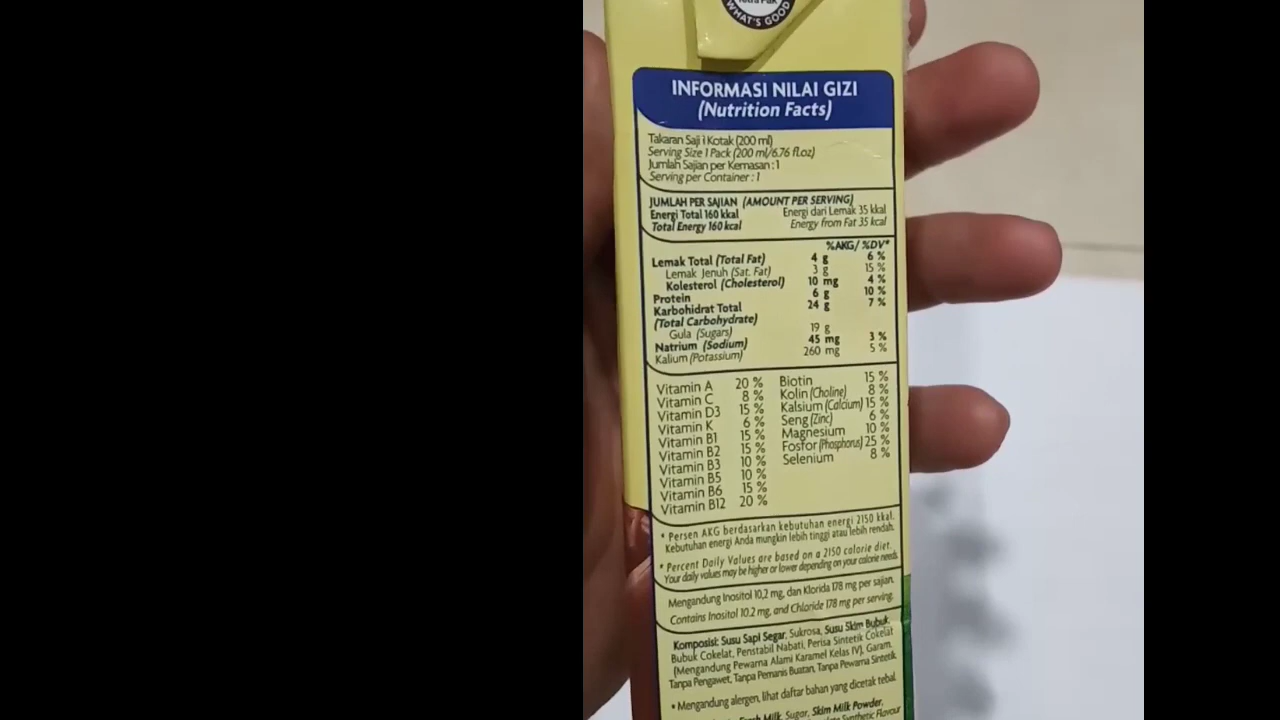 WHAT'S GOOD
INFORMASI NILAI GIZI
(Nutrition Facts)
Takaran Saji 1 Kotak (200 ml)
Serving Size 1 Pack (200 ml/6.76 fl.oz)
Jumlah Sajian per Kemasan : 1
Serving per Container : 1
JUMLAH PER SAJIAN (AMOUNT PER SERVING)
Energi Total 160 kkal Energi dari Lemak 35 kkal
Total Energy 160 kcal Energy from Fat 35 kcal
%AKG/ %DV*
Lemak Total (Total Fat) 4 g 6 %
Lemak Jenuh (Sat. Fat) 3 g 15 %
Kolesterol (Cholesterol) 10 mg 4 %
Protein 6 g 10 %
Karbohidrat Total 24 g 7 %
(Total Carbohydrate)
Gula (Sugars) 19 g
Natrium (Sodium) 45 mg 3 %
Kalium (Potassium) 260 mg 5 %
Vitamin A 20 % Biotin 15 %
Vitamin C 8 % Kolin (Choline) 8 %
Vitamin D3 15 % Kalsium (Calcium) 15 %
Vitamin K 6 % Seng (Zinc) 6 %
Vitamin B1 15 % Magnesium 10 %
Vitamin B2 15 % Fosfor (Phosphorus) 25 %
Vitamin B3 10 % Selenium 8 %
Vitamin B5 10 %
Vitamin B6 15 %
Vitamin B12 20 %
* Persen AKG berdasarkan kebutuhan energi 2150 kkal.
Kebutuhan energi Anda mungkin lebih tinggi atau lebih rendah.
* Percent Daily Values are based on a 2150 calorie diet.
Your daily values may be higher or lower depending on your calorie needs.
Mengandung Inositol 10,2 mg, dan Klorida 178 mg per sajian.
Contains Inositol 10.2 mg, and Chloride 178 mg per serving.
Komposisi: Susu Sapi Segar, Sukrosa, Susu Skim Bubuk,
Bubuk Cokelat, Penstabil Nabati, Perisa Sintetik Cokelat
(Mengandung Pewarna Alami Karamel Kelas IV), Garam.
Tanpa Pengawet, Tanpa Pemanis Buatan, Tanpa Pewarna Sintetik.
* Mengandung alergen, lihat daftar bahan yang dicetak tebal.
Fresh Milk, Sugar, Skim Milk Powder,
Synthetic Flavour